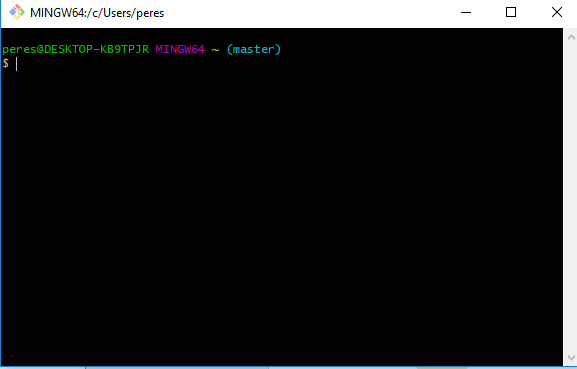 MINGW64:/c/Users/peres
peres@DESKTOP-KB9TPJR MINGW64 ~ (master)
$